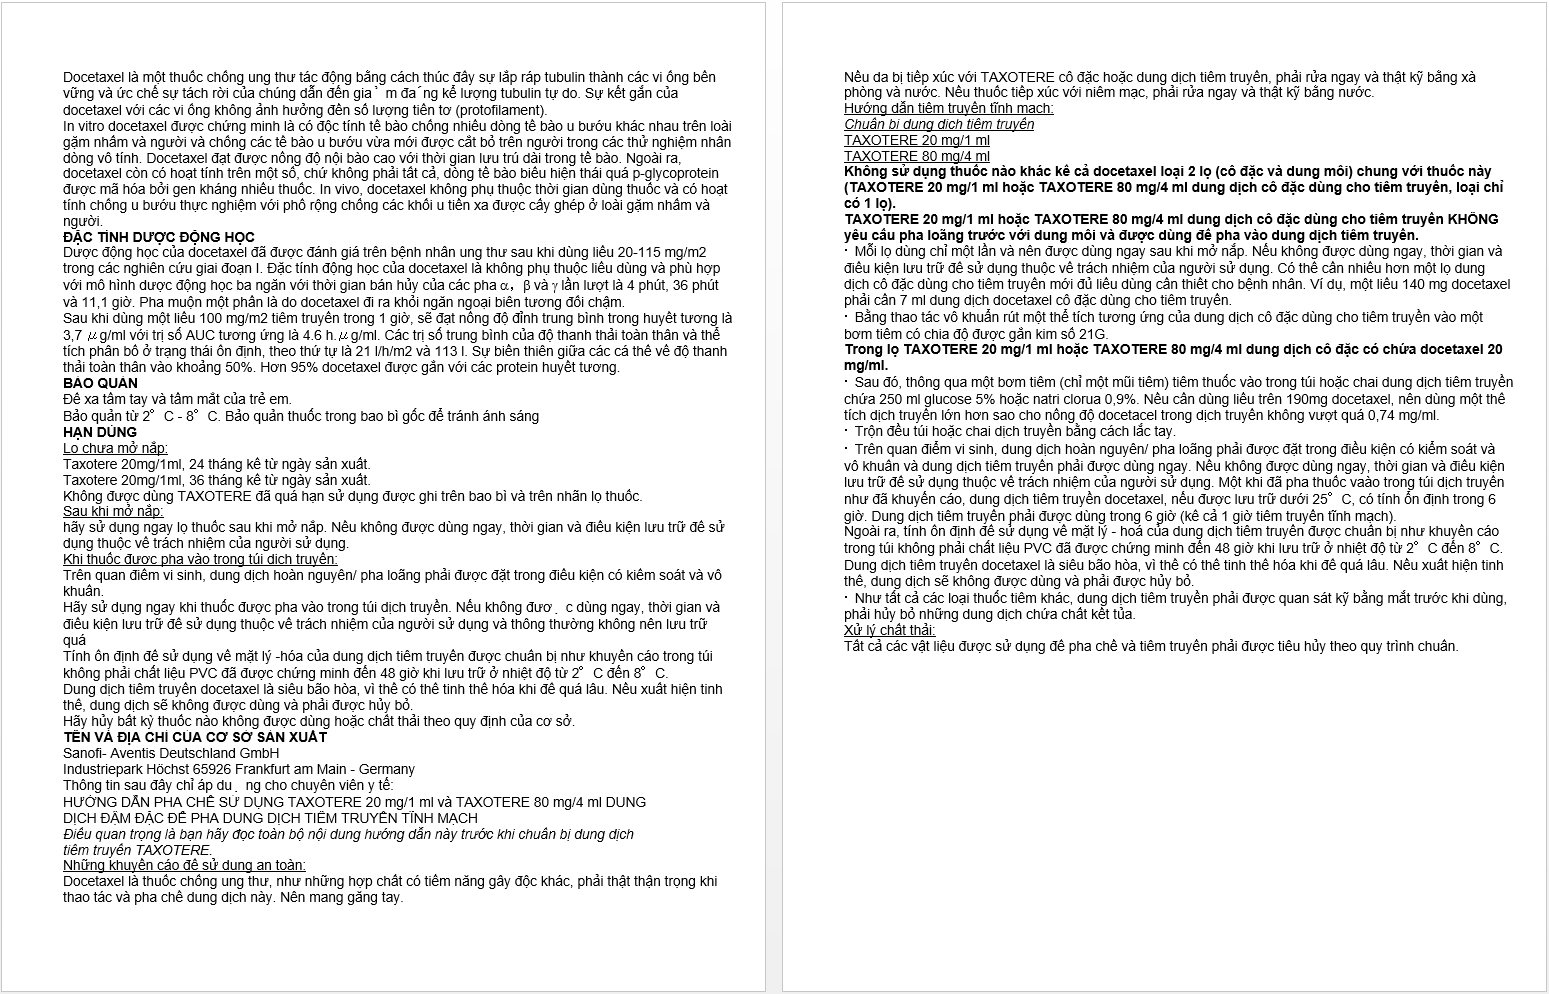 Docetaxel là một thuốc chống ung thư tác động bằng cách thúc đẩy sự lắp ráp tubulin thành các vi ống bền
vững và ức chế sự tách rời của chúng dẫn đến gia ̉ m đa ́ng kể lượng tubulin tự do. Sự kết gắn của
docetaxel với các vi ống không ảnh hưởng đến số lượng tiền tơ (protofilament).
In vitro docetaxel được chứng minh là có độc tính tế bào chống nhiều dòng tế bào u bướu khác nhau trên loài
gặm nhấm và người và chống các tế bào u bướu vừa mới được cắt bỏ trên người trong các thử nghiệm nhân
dòng vô tính. Docetaxel đạt được nồng độ nội bào cao với thời gian lưu trú dài trong tế bào. Ngoài ra,
docetaxel còn có hoạt tính trên một số, chứ không phải tất cả, dòng tế bào biểu hiện thái quá p-glycoprotein
được mã hóa bởi gen kháng nhiều thuốc. In vivo, docetaxel không phụ thuộc thời gian dùng thuốc và có hoạt
tính chống u bướu thực nghiệm với phổ rộng chống các khối u tiến xa được cấy ghép ở loài gặm nhấm và
người.
ĐẶC TÍNH DƯỢC ĐỘNG HỌC
Dược động học của docetaxel đã được đánh giá trên bệnh nhân ung thư sau khi dùng liều 20-115 mg/m2
trong các nghiên cứu giai đoạn I. Đặc tính động học của docetaxel là không phụ thuộc liều dùng và phù hợp
với mô hình dược động học ba ngăn với thời gian bán hủy của các pha α, β và γ lần lượt là 4 phút, 36 phút
và 11,1 giờ. Pha muộn một phần là do docetaxel đi ra khỏi ngăn ngoại biên tương đối chậm.
Sau khi dùng một liều 100 mg/m2 tiêm truyền trong 1 giờ, sẽ đạt nồng độ đỉnh trung bình trong huyết tương là
3,7 μg/ml với trị số AUC tương ứng là 4.6 h.μg/ml. Các trị số trung bình của độ thanh thải toàn thân và thể
tích phân bố ở trạng thái ổn định, theo thứ tự là 21 l/h/m2 và 113 l. Sự biến thiên giữa các cá thể về độ thanh
thải toàn thân vào khoảng 50%. Hơn 95% docetaxel được gắn với các protein huyết tương.
BẢO QUẢN
Để xa tầm tay và tầm mắt của trẻ em.
Bảo quản từ 2° C - 8° C. Bảo quản thuốc trong bao bì gốc để tránh ánh sáng
HẠN DÙNG
Lọ chưa mở nắp:
Taxotere 20mg/1ml, 24 tháng kể từ ngày sản xuất.
Taxotere 20mg/1ml, 36 tháng kể từ ngày sản xuất.
Không được dùng TAXOTERE đã quá hạn sử dụng được ghi trên bao bì và trên nhãn lọ thuốc.
Sau khi mở nắp:
hãy sử dụng ngay lọ thuốc sau khi mở nắp. Nếu không được dùng ngay, thời gian và điều kiện lưu trữ để sử
dụng thuộc về trách nhiệm của người sử dụng.
Khi thuốc được pha vào trong túi dịch truyền:
Trên quan điểm vi sinh, dung dịch hoàn nguyên/ pha loãng phải được đặt trong điều kiện có kiểm soát và vô
khuẩn.
Hãy sử dụng ngay khi thuốc được pha vào trong túi dịch truyền. Nếu không đươ ̣ c dùng ngay, thời gian và
điều kiện lưu trữ để sử dụng thuộc về trách nhiệm của người sử dụng và thông thường không nên lưu trữ
quá
Tính ổn định để sử dụng về mặt lý -hóa của dung dịch tiêm truyền được chuẩn bị như khuyến cáo trong túi
không phải chất liệu PVC đã được chứng minh đến 48 giờ khi lưu trữ ở nhiệt độ từ 2° C đến 8° C.
Dung dịch tiêm truyền docetaxel là siêu bão hòa, vì thế có thể tinh thể hóa khi để quá lâu. Nếu xuất hiện tinh
thể, dung dịch sẽ không được dùng và phải được hủy bỏ.
Hãy hủy bất kỳ thuốc nào không được dùng hoặc chất thải theo quy định của cơ sở.
TÊN VÀ ĐỊA CHỈ CỦA CƠ SỞ SẢN XUẤT
Sanofi- Aventis Deutschland GmbH
Industriepark Höchst 65926 Frankfurt am Main - Germany
Thông tin sau đây chỉ áp du ̣ ng cho chuyên viên y tế:
HƯỚNG DẪN PHA CHẾ SỬ DỤNG TAXOTERE 20 mg/1 ml và TAXOTERE 80 mg/4 ml DUNG
DỊCH ĐẬM ĐẶC ĐỂ PHA DUNG DỊCH TIÊM TRUYỀN TĨNH MẠCH
Điều quan trọng là bạn hãy đọc toàn bộ nội dung hướng dẫn này trước khi chuẩn bị dung dịch
tiêm truyền TAXOTERE.
Những khuyến cáo để sử dụng an toàn:
Docetaxel là thuốc chống ung thư, như những hợp chất có tiềm năng gây độc khác, phải thật thận trọng khi
thao tác và pha chế dung dịch này. Nên mang găng tay.
Nếu da bị tiếp xúc với TAXOTERE cô đặc hoặc dung dịch tiêm truyền, phải rửa ngay và thật kỹ bằng xà
phòng và nước. Nếu thuốc tiếp xúc với niêm mạc, phải rửa ngay và thật kỹ bằng nước.
Hướng dẫn tiêm truyền tĩnh mạch:
Chuẩn bị dung dịch tiêm truyền
TAXOTERE 20 mg/1 ml
TAXOTERE 80 mg/4 ml
Không sử dụng thuốc nào khác kể cả docetaxel loại 2 lọ (cô đặc và dung môi) chung với thuốc này
(TAXOTERE 20 mg/1 ml hoặc TAXOTERE 80 mg/4 ml dung dịch cô đặc dùng cho tiêm truyền, loại chỉ
có 1 lọ).
TAXOTERE 20 mg/1 ml hoặc TAXOTERE 80 mg/4 ml dung dịch cô đặc dùng cho tiêm truyền KHÔNG
yêu cầu pha loãng trước với dung môi và được dùng để pha vào dung dịch tiêm truyền.
· Mỗi lọ dùng chỉ một lần và nên được dùng ngay sau khi mở nắp. Nếu không được dùng ngay, thời gian và
điều kiện lưu trữ để sử dụng thuộc về trách nhiệm của người sử dụng. Có thể cần nhiều hơn một lọ dung
dịch cô đặc dùng cho tiêm truyền mới đủ liều dùng cần thiết cho bệnh nhân. Ví dụ, một liều 140 mg docetaxel
phải cần 7 ml dung dịch docetaxel cô đặc dùng cho tiêm truyền.
· Bằng thao tác vô khuẩn rút một thể tích tương ứng của dung dịch cô đặc dùng cho tiêm truyền vào một
bơm tiêm có chia độ được gắn kim số 21G.
Trong lọ TAXOTERE 20 mg/1 ml hoặc TAXOTERE 80 mg/4 ml dung dịch cô đặc có chứa docetaxel 20
mg/ml.
· Sau đó, thông qua một bơm tiêm (chỉ một mũi tiêm) tiêm thuốc vào trong túi hoặc chai dung dịch tiêm truyền
chứa 250 ml glucose 5% hoặc natri clorua 0,9%. Nếu cần dùng liều trên 190mg docetaxel, nên dùng một thể
tích dịch truyền lớn hơn sao cho nồng độ docetacel trong dịch truyền không vượt quá 0,74 mg/ml.
· Trộn đều túi hoặc chai dịch truyền bằng cách lắc tay.
· Trên quan điểm vi sinh, dung dịch hoàn nguyên/ pha loãng phải được đặt trong điều kiện có kiểm soát và
vô khuẩn và dung dịch tiêm truyền phải được dùng ngay. Nếu không được dùng ngay, thời gian và điều kiện
lưu trữ để sử dụng thuộc về trách nhiệm của người sử dụng. Một khi đã pha thuốc vaào trong túi dịch truyền
như đã khuyến cáo, dung dịch tiêm truyền docetaxel, nếu được lưu trữ dưới 25° C, có tính ổn định trong 6
giờ. Dung dịch tiêm truyền phải được dùng trong 6 giờ (kể cả 1 giờ tiêm truyền tĩnh mạch).
Ngoài ra, tính ổn định để sử dụng về mặt lý - hoá của dung dịch tiêm truyền được chuẩn bị như khuyến cáo
trong túi không phải chất liệu PVC đã được chứng minh đến 48 giờ khi lưu trữ ở nhiệt độ từ 2° C đến 8° C.
Dung dịch tiêm truyền docetaxel là siêu bão hòa, vì thế có thể tinh thể hóa khi để quá lâu. Nếu xuất hiện tinh
thể, dung dịch sẽ không được dùng và phải được hủy bỏ.
· Như tất cả các loại thuốc tiêm khác, dung dịch tiêm truyền phải được quan sát kỹ bằng mắt trước khi dùng,
phải hủy bỏ những dung dịch chứa chất kết tủa.
Xử lý chất thải:
Tất cả các vật liệu được sử dụng để pha chế và tiêm truyền phải được tiêu hủy theo quy trình chuẩn.